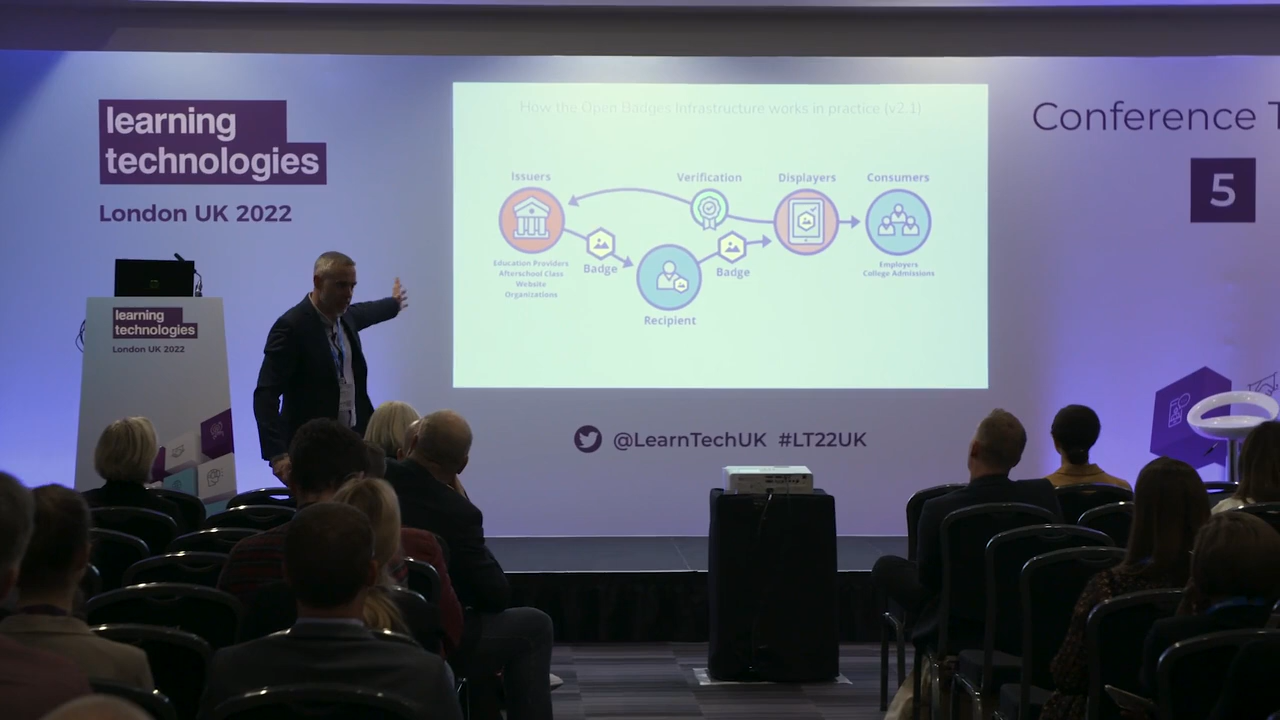 learning
technologies
London UK 2022
Conference
5
How the Open Badges Infrastructure works in practice (v2.1)
Issuers
Verification
Displayers
Consumers
Education Providers
Afterschool Class
Website
Organizations
Badge
Badge
Employers
College Admissions
Recipient
learning
technologies
London UK 2022
@LearnTechUK #LT22UK